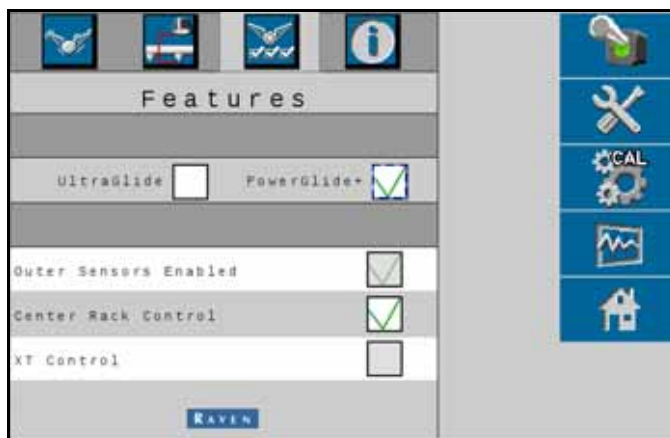 Features
UltraGlide PowerGlide+
Outer Sensors Enabled
Center Rack Control
XT Control
RAVEN
CAL